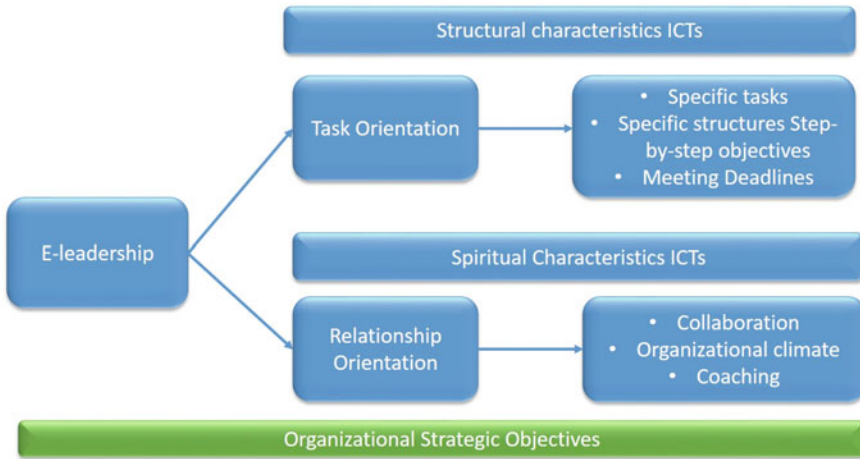 Structural characteristics ICTs
Task Orientation
• Specific tasks
• Specific structures Step-
by-step objectives
• Meeting Deadlines
E-leadership
Spiritual Characteristics ICTs
Relationship
Orientation
• Collaboration
• Organizational climate
• Coaching
Organizational Strategic Objectives